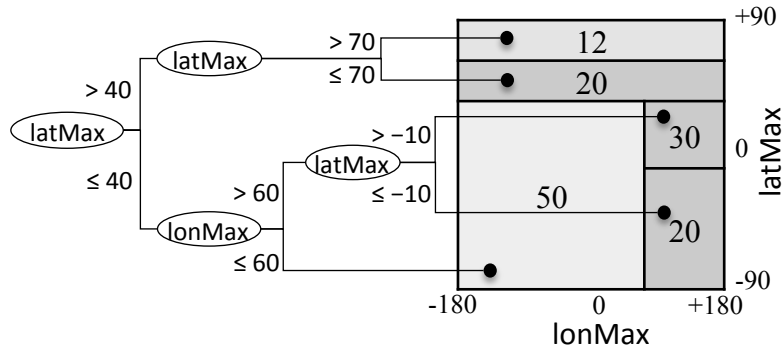 +90
> 70
12
latMax
≤ 70
20
> 40
latMax
> −10
30
latMax
0
≤ 40
> 60
latMax
≤ −10
50
20
lonMax
≤ 60
-90
-180
0
+180
lonMax
latMax